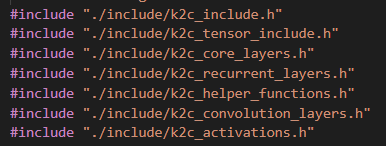 #include "./include/k2c_include.h"
#include "./include/k2c_tensor_include.h"
#include "./include/k2c_core_layers.h"
#include "./include/k2c_recurrent_layers.h"
#include "./include/k2c_helper_functions.h"
#include "./include/k2c_convolution_layers.h"
#include "./include/k2c_activations.h"